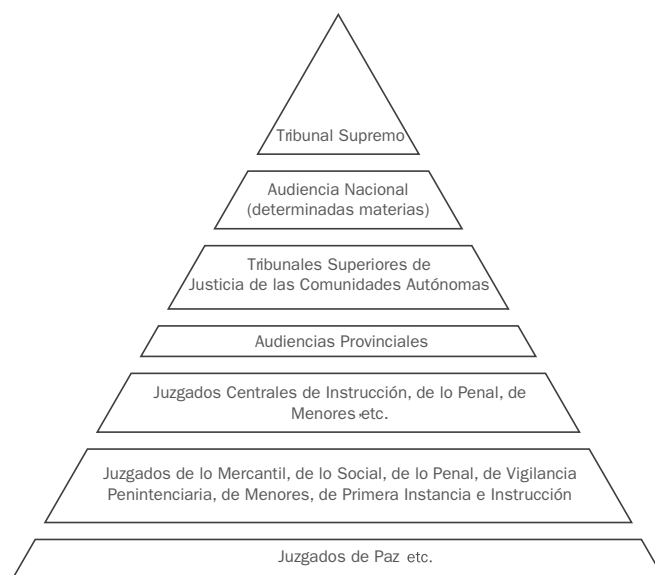 Tribunal Supremo
Audiencia Nacional
(determinadas materias)
Tribunales Superiores de
Justicia de las Comunidades Autónomas
Audiencias Provinciales
Juzgados Centrales de Instrucción, de lo Penal, de
Menores etc.
Juzgados de lo Mercantil, de lo Social, de lo Penal, de Vigilancia
Penintenciaria, de Menores, de Primera Instancia e Instrucción
Juzgados de Paz etc.